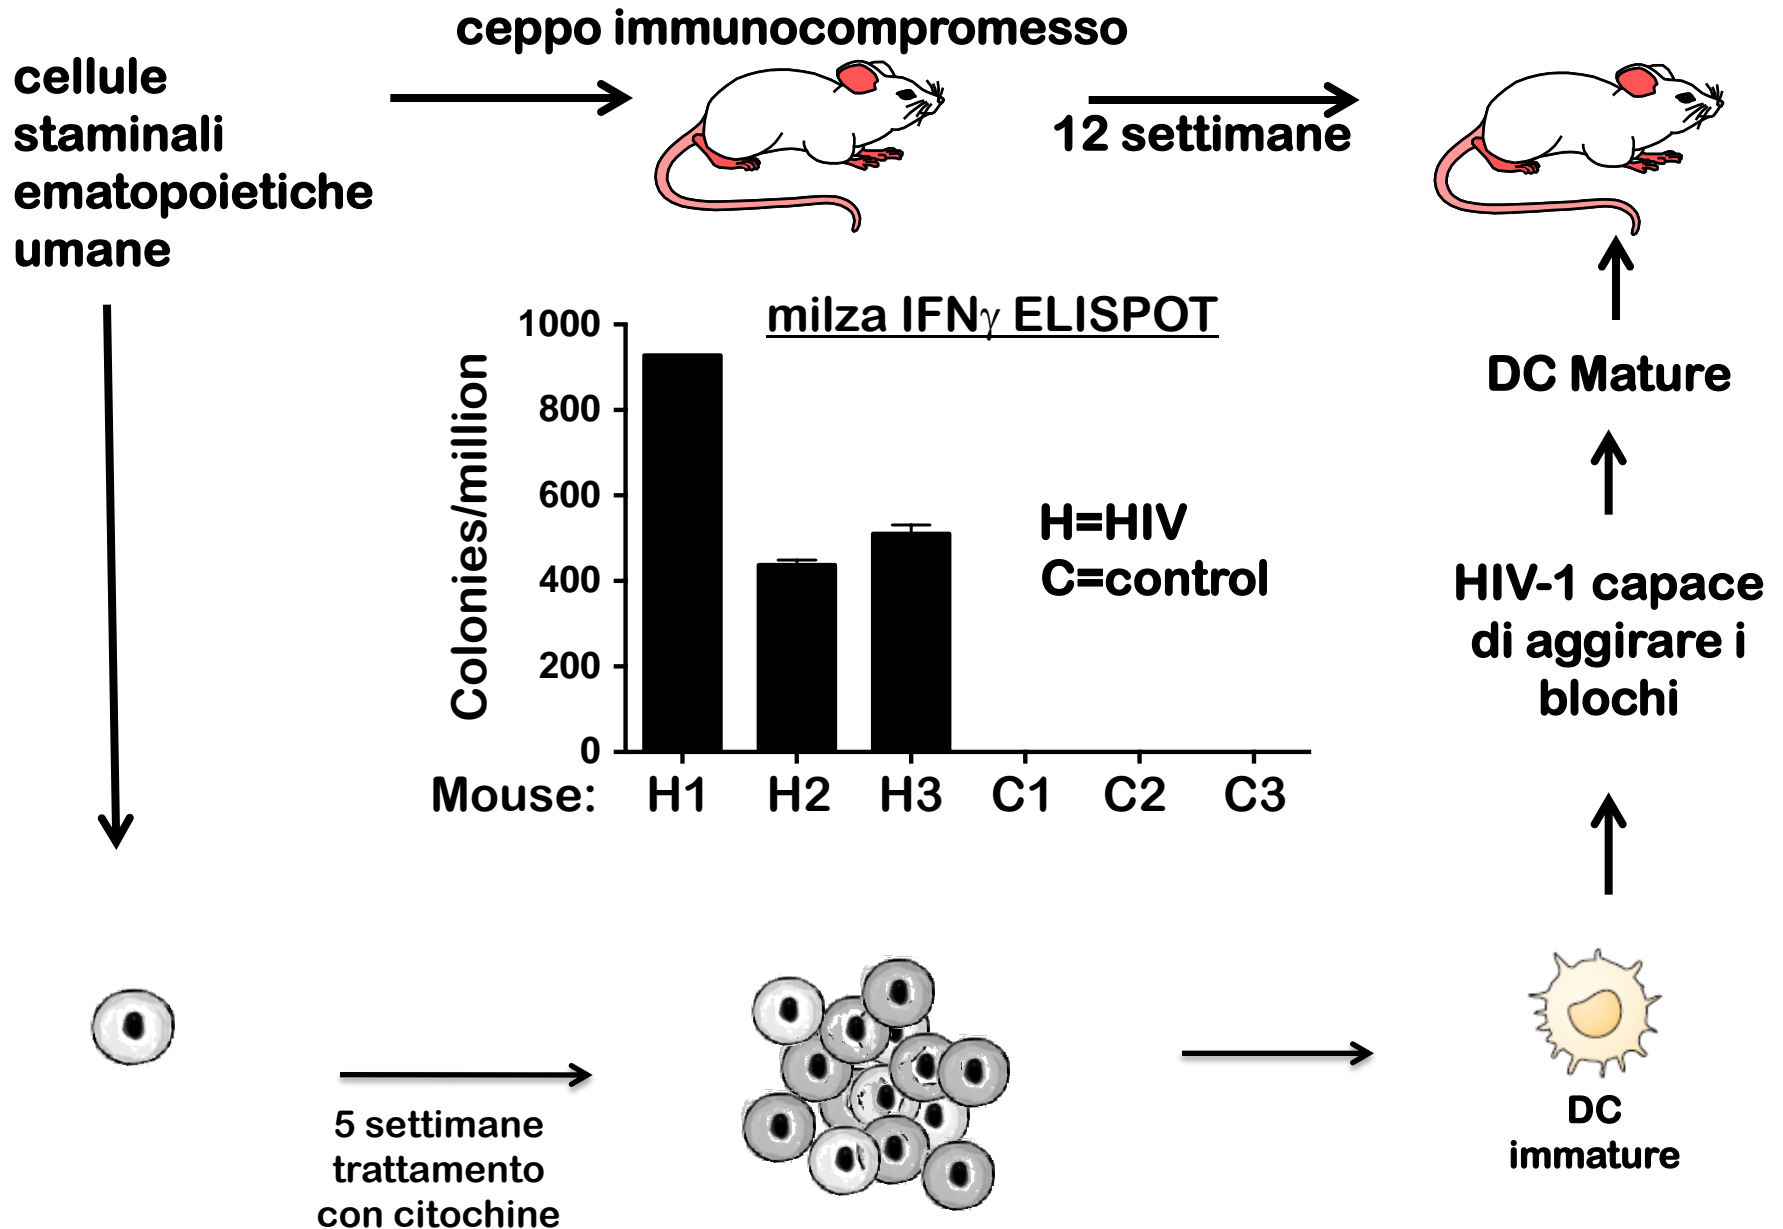 ceppo immunocompromesso
cellule
staminali
ematopoietiche
umane
12 settimane
milza IFNγ ELISPOT
Colonies/million
1000
800
600
400
200
0
H=HIV
C=control
Mouse: H1 H2 H3 C1 C2 C3
DC Mature
HIV-1 capace
di aggirare i
blochi
DC
immature
5 settimane
trattamento
con citochine